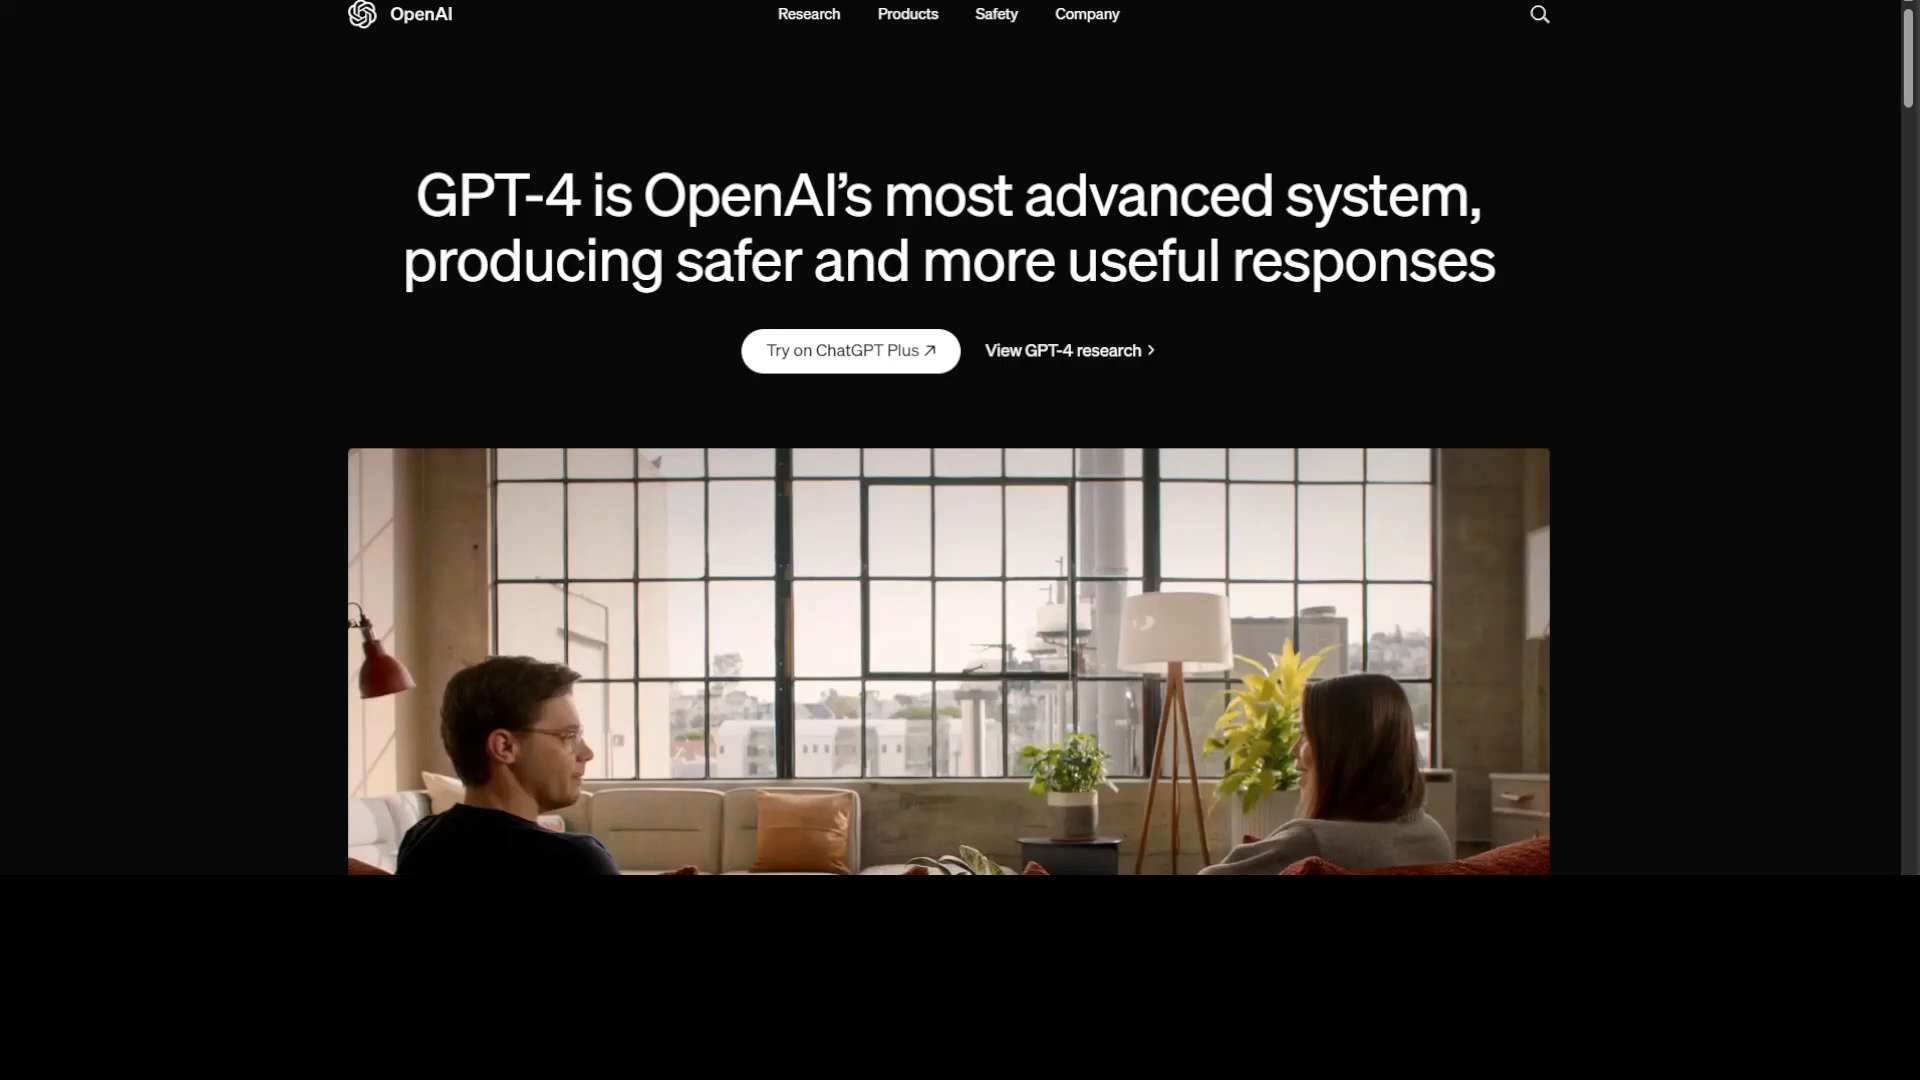 OpenAI
Research Products Safety Company
GPT-4 is OpenAI’s most advanced system,
producing safer and more useful responses
Try on ChatGPT Plus ↗ View GPT-4 research ›